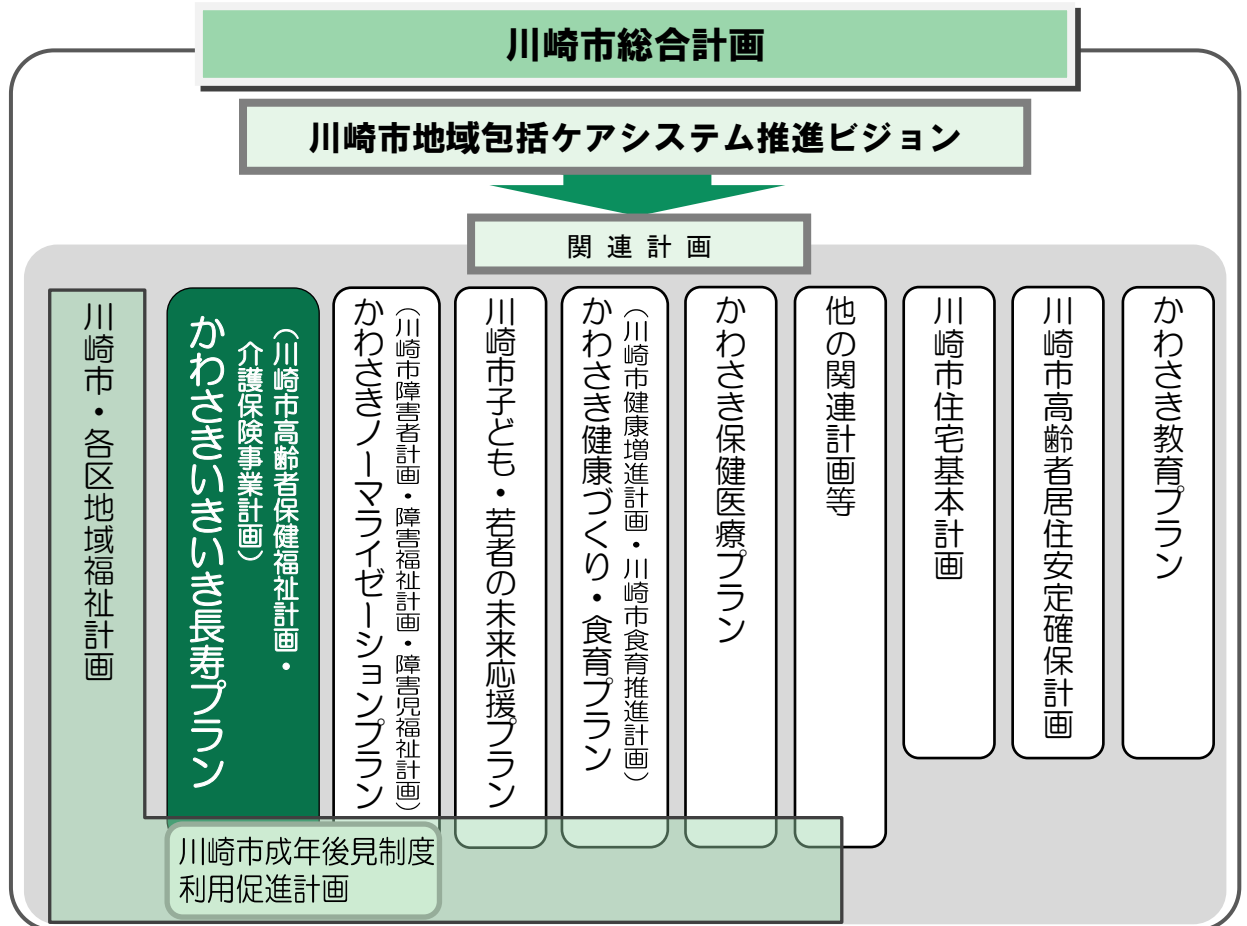 川崎市総合計画
川崎市地域包括ケアシステム推進ビジョン
関連計画
川崎市・各区地域福祉計画
かわさきいきいき長寿プラン
(川崎市高齢者保健福祉計画・
介護保険事業計画)
かわさきノーマライゼーションプラン
(川崎市障害者計画・障害福祉計画・障害児福祉計画)
川崎市子ども・若者の未来応援プラン
かわさき健康づくり・食育プラン
(川崎市健康増進計画・川崎市食育推進計画)
かわさき保健医療プラン
他の関連計画等
川崎市住宅基本計画
川崎市高齢者居住安定確保計画
かわさき教育プラン
川崎市成年後見制度
利用促進計画